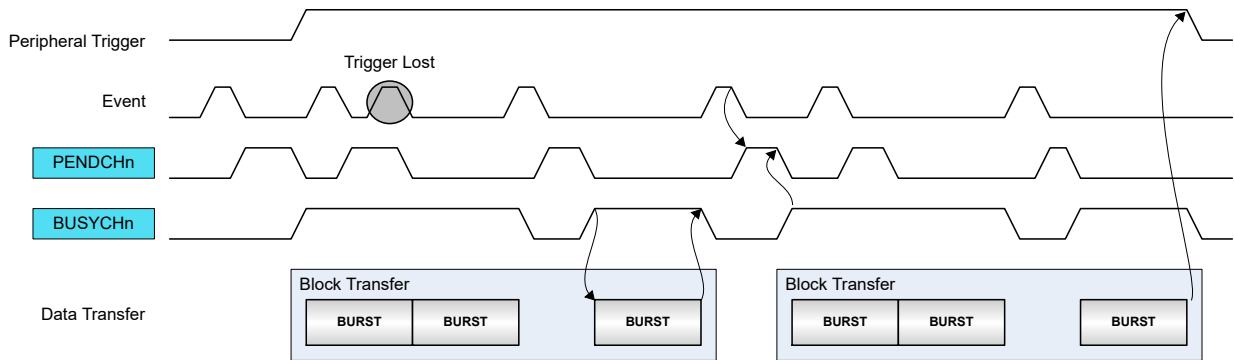 Peripheral Trigger
Trigger Lost
Event
PENDCHn
BUSYCHn
Block Transfer
Block Transfer
Data Transfer
BURST
BURST
BURST
BURST
BURST
BURST